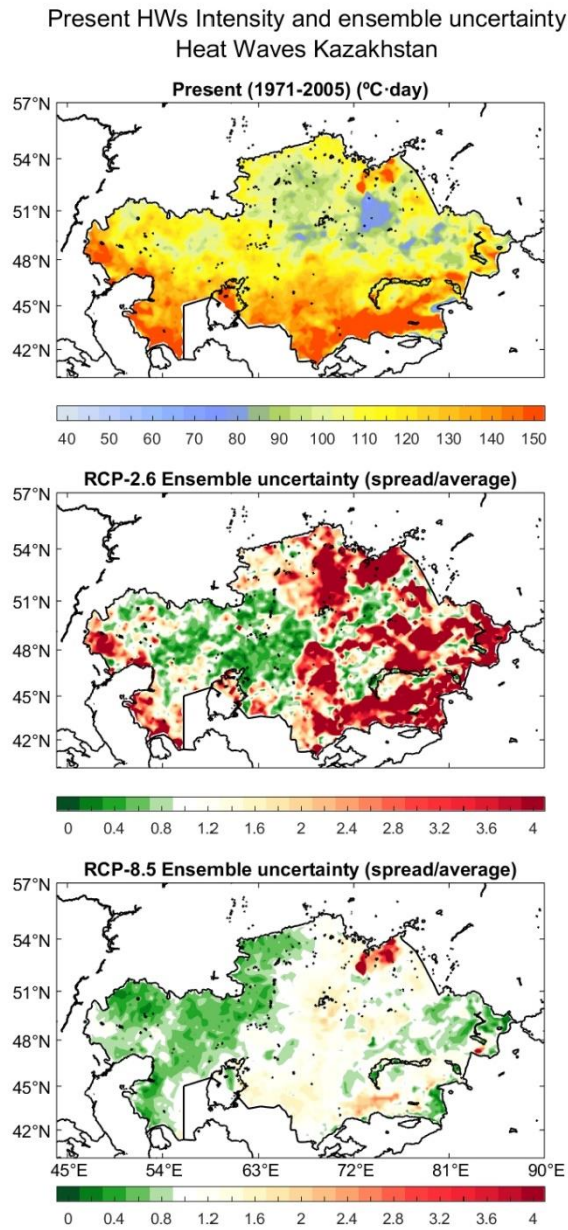 Present HWs Intensity and ensemble uncertainty
Heat Waves Kazakhstan
Present (1971-2005) (ºC·day)
57°N
54°N
51°N
48°N
45°N
42°N
40 50 60 70 80 90 100 110 120 130 140 150
RCP-2.6 Ensemble uncertainty (spread/average)
57°N
54°N
51°N
48°N
45°N
42°N
0 0.4 0.8 1.2 1.6 2 2.4 2.8 3.2 3.6 4
RCP-8.5 Ensemble uncertainty (spread/average)
57°N
54°N
51°N
48°N
45°N
42°N
45°E 54°E 63°E 72°E 81°E 90°E
0 0.4 0.8 1.2 1.6 2 2.4 2.8 3.2 3.6 4